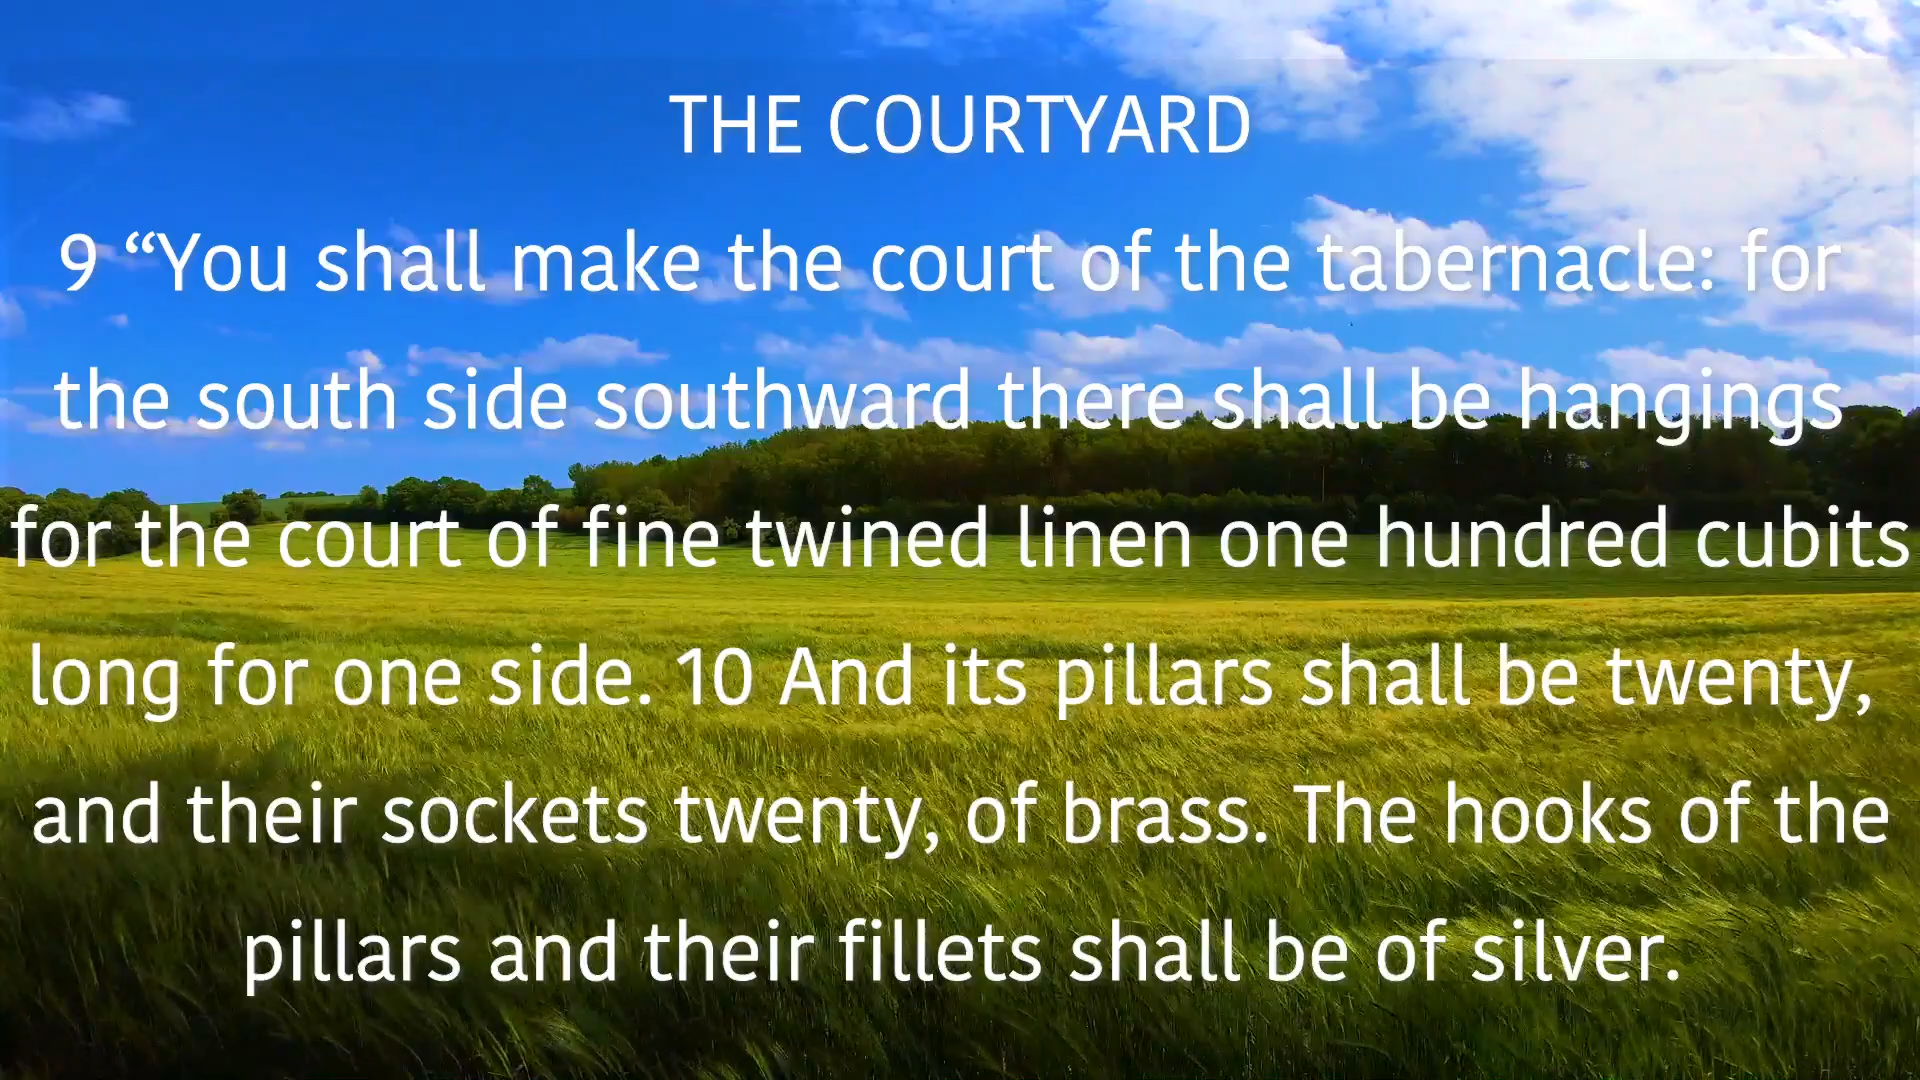 THE COURTYARD
9 “You shall make the court of the tabernacle: for
the south side southward there shall be hangings
for the court of fine twined linen one hundred cubits
long for one side. 10 And its pillars shall be twenty,
and their sockets twenty, of brass. The hooks of the
pillars and their fillets shall be of silver.